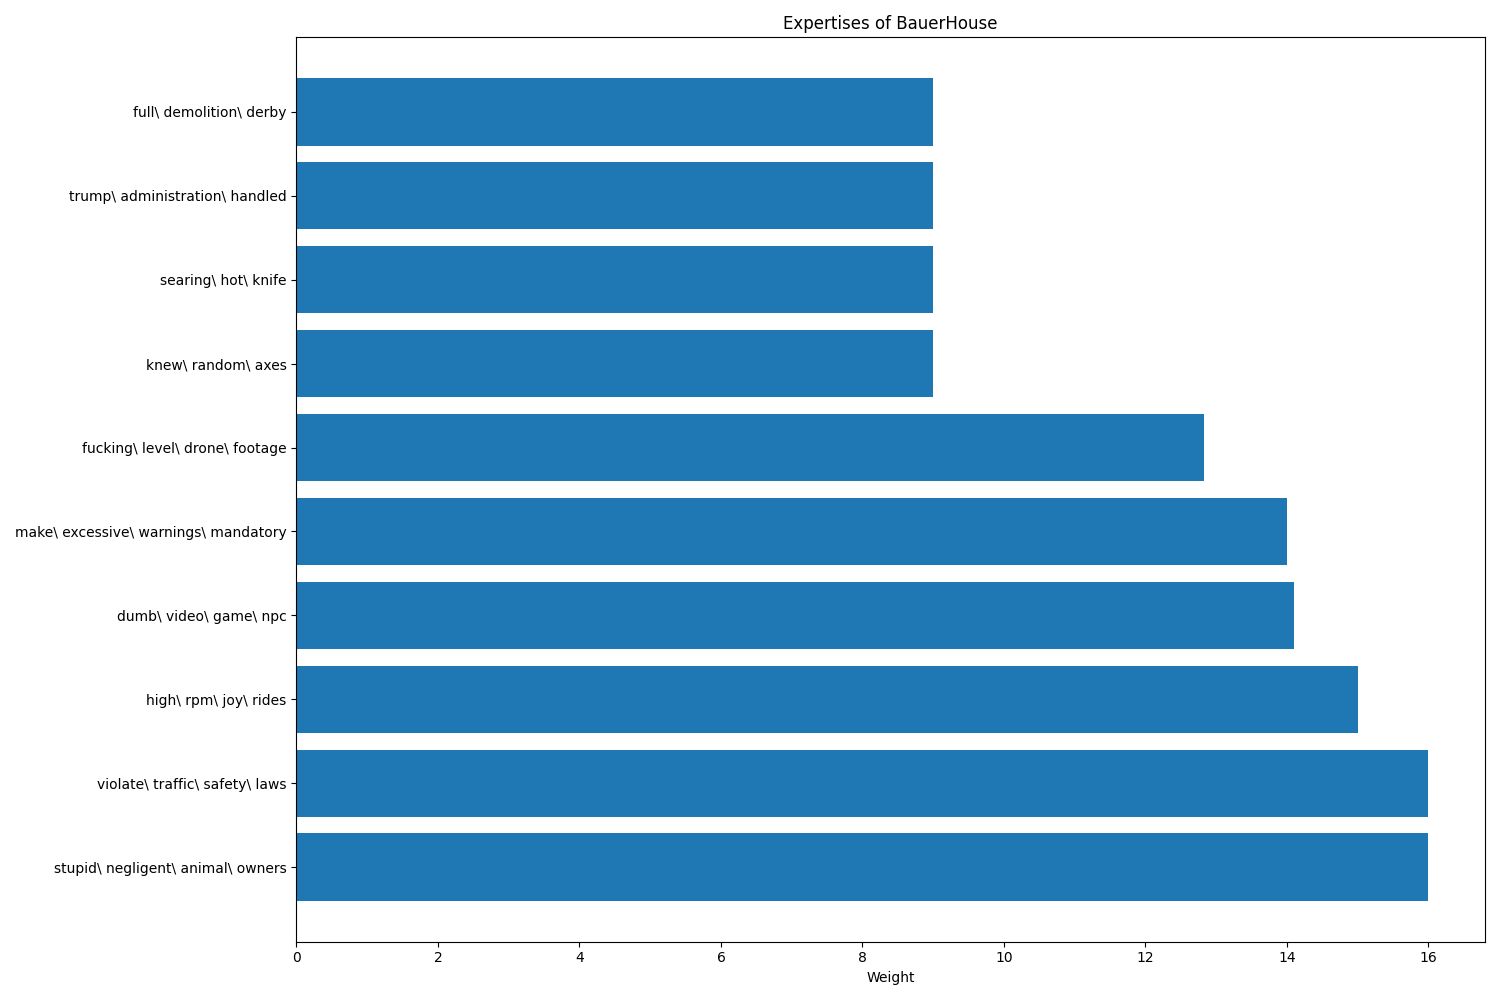 Expertises of BauerHouse
full\ demolition\ derby
trump\ administration\ handled
searing\ hot\ knife
knew\ random\ axes
fucking\ level\ drone\ footage
make\ excessive\ warnings\ mandatory
dumb\ video\ game\ npc
high\ rpm\ joy\ rides
violate\ traffic\ safety\ laws
stupid\ negligent\ animal\ owners
0 2 4 6 8 10 12 14 16
Weight